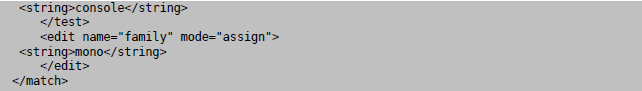 <string>console</string>
</test>
<edit name="family" mode="assign">
<string>mono</string>
</edit>
</match>